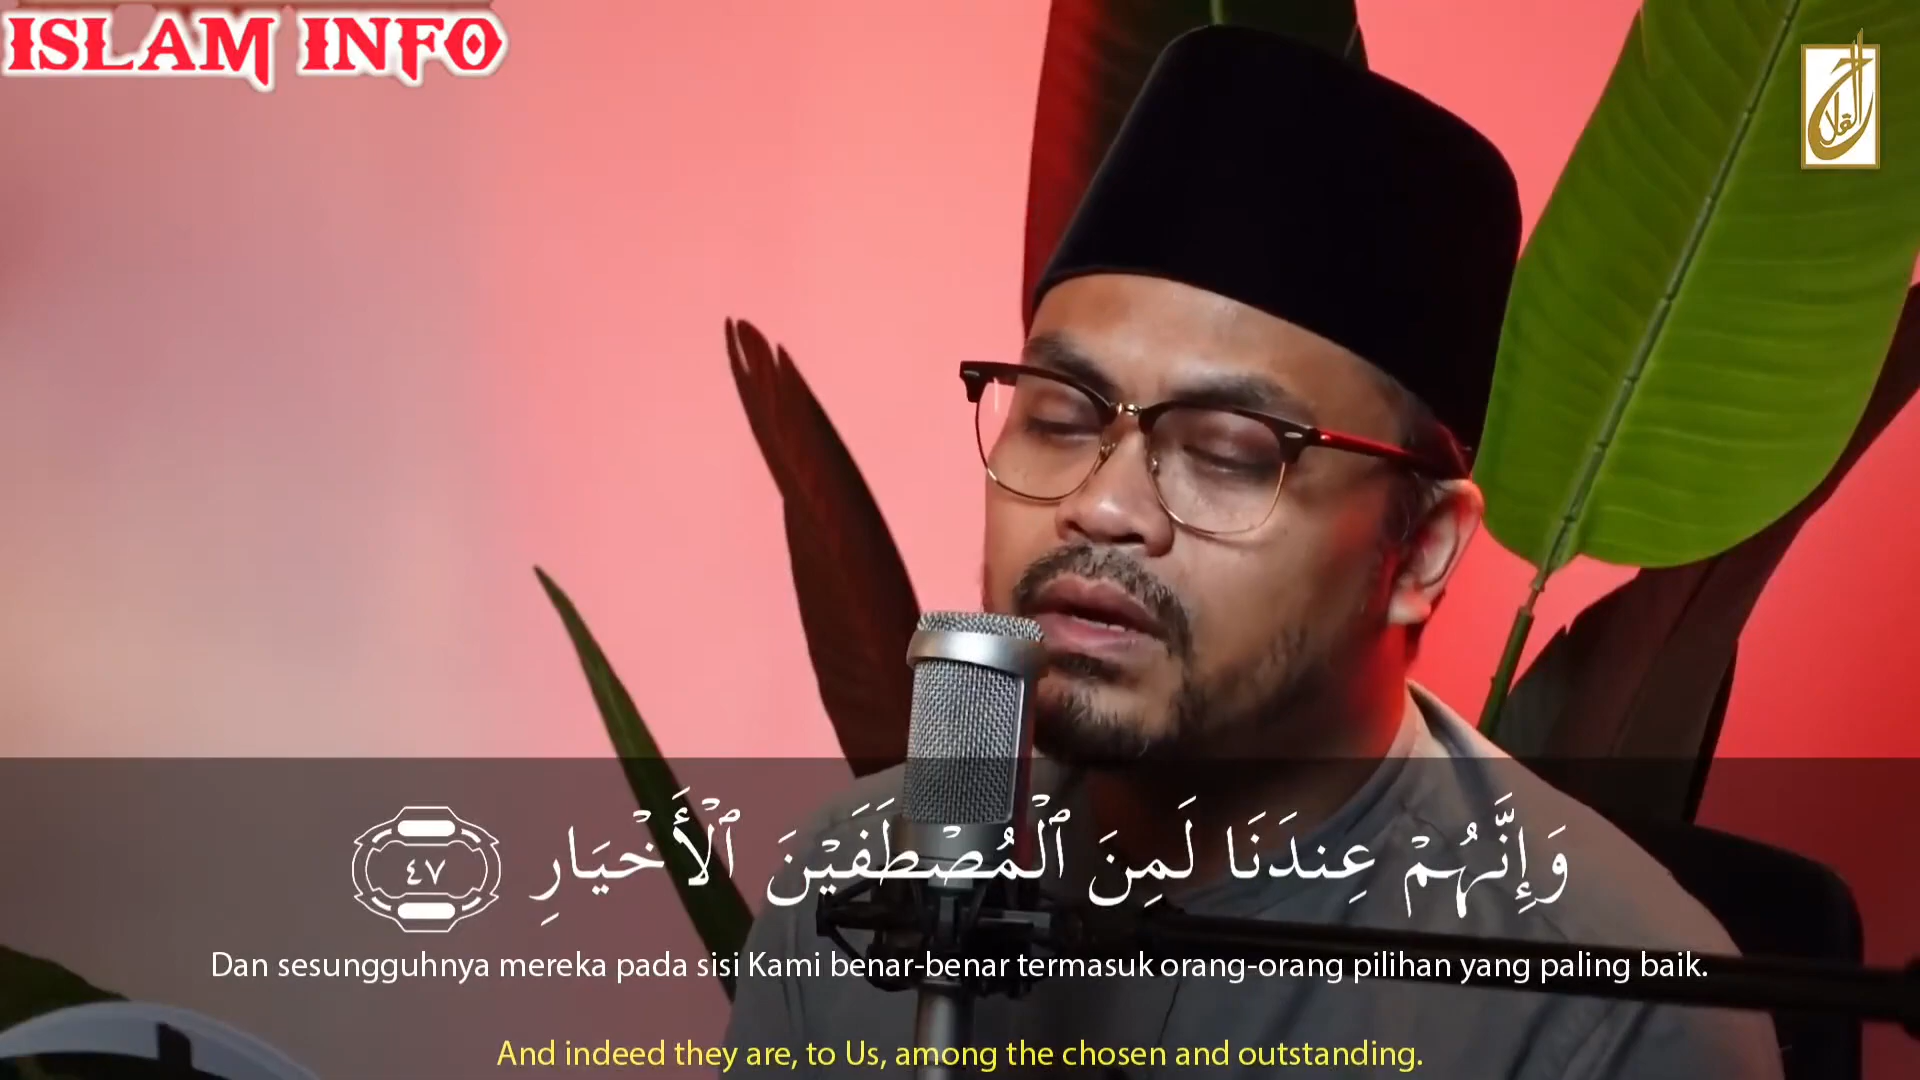 ISLAM INFO
وَإِنَّهُمْ عِندَنَا لَمِنَ ٱلْمُصْطَفَيْنَ ٱلْأَخْيَارِ ٤٧
Dan sesungguhnya mereka pada sisi Kami benar-benar termasuk orang-orang pilihan yang paling baik.
And indeed they are, to Us, among the chosen and outstanding.